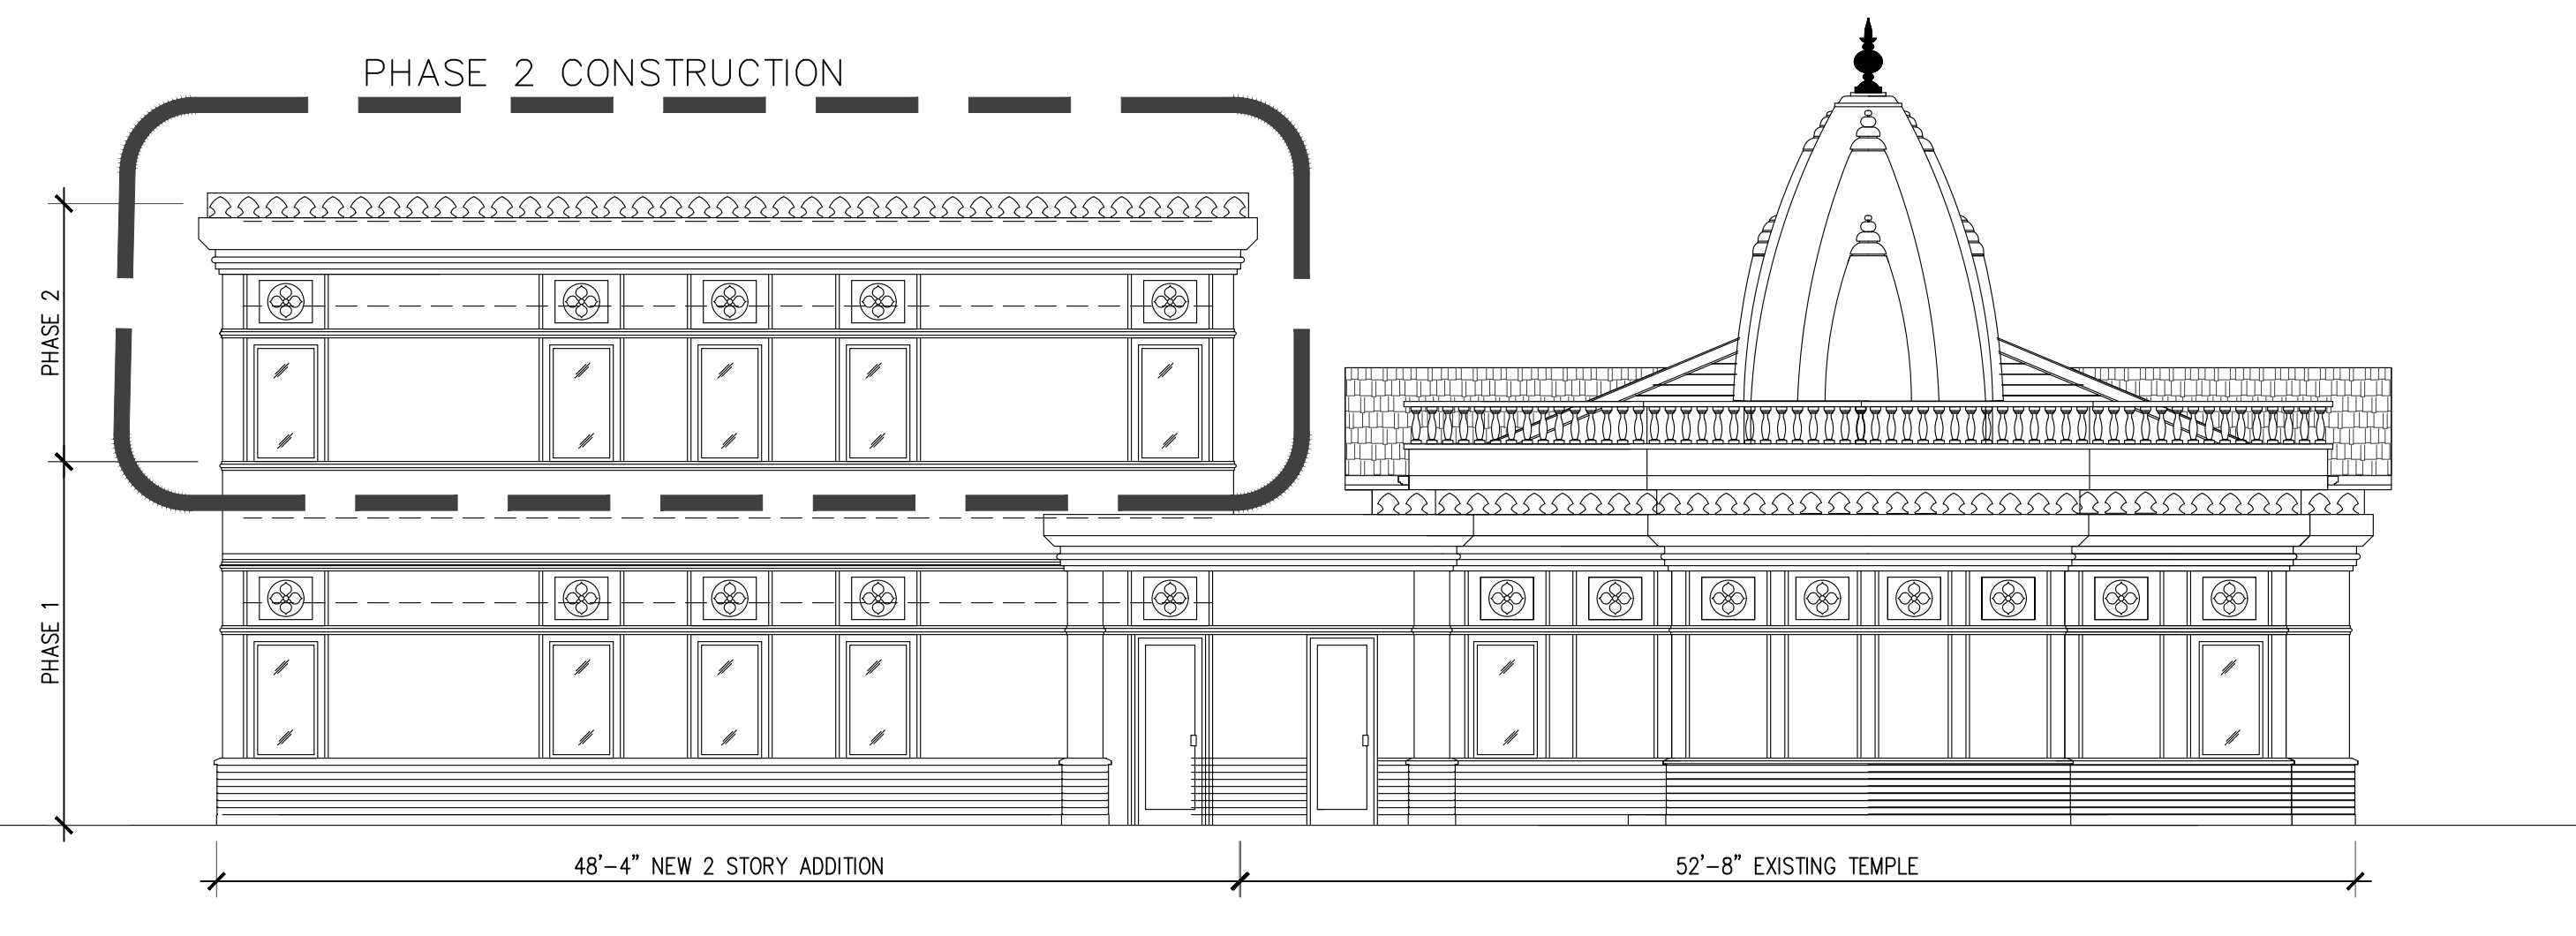 PHASE 2 CONSTRUCTION
PHASE 2
PHASE 1
48'-4” NEW 2 STORY ADDITION
52'-8” EXISTING TEMPLE